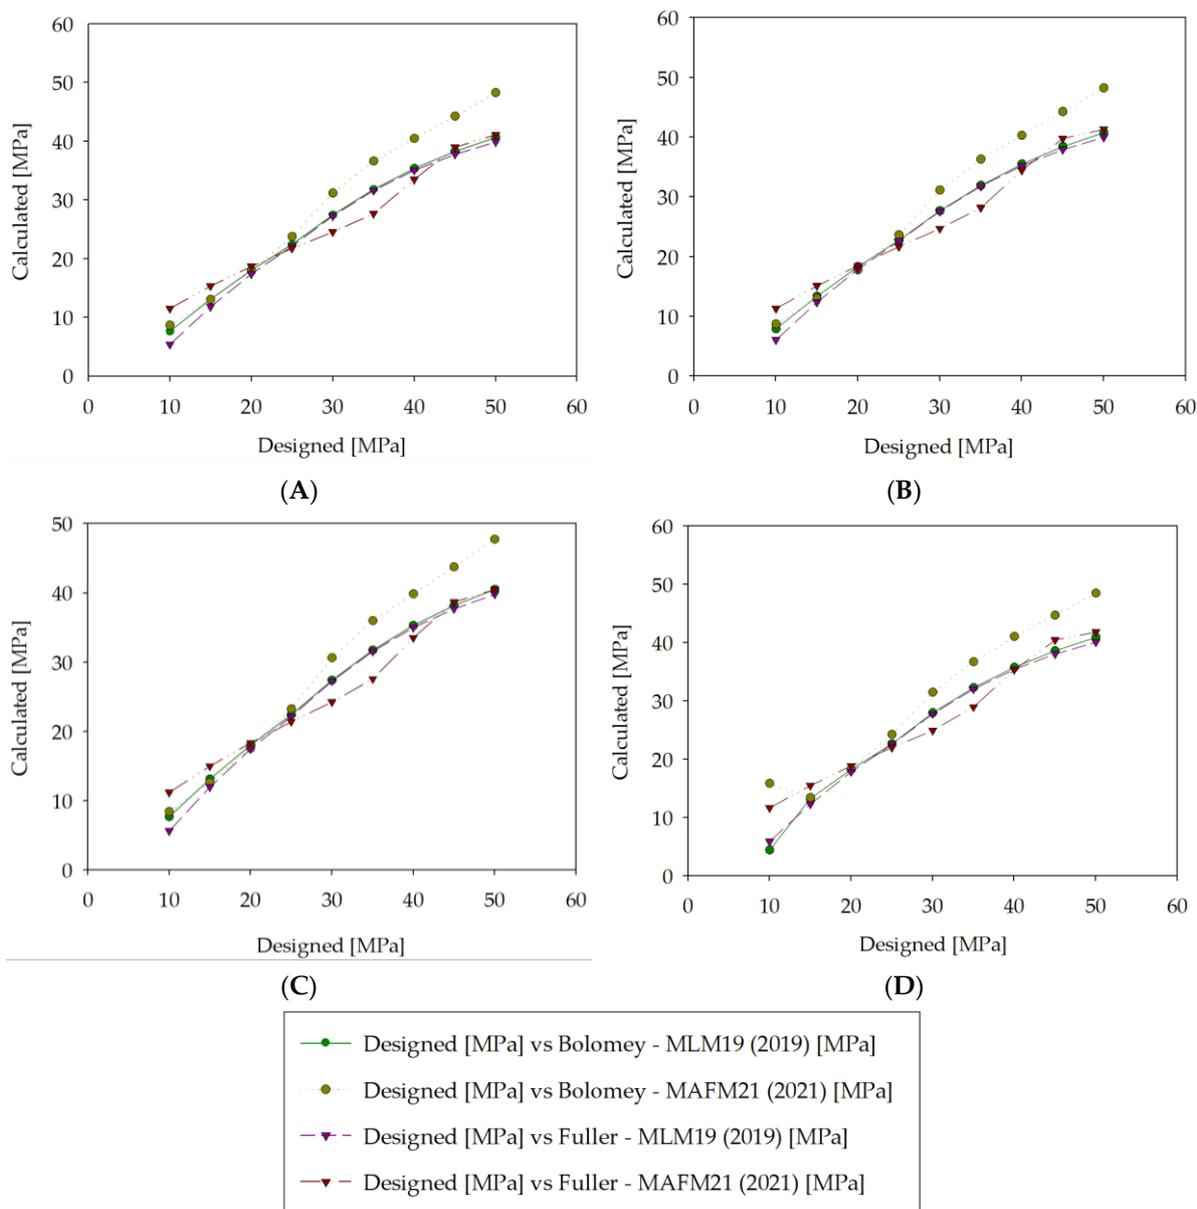 60
50
40
30
20
10
0
Calculated [MPa]
0 10 20 30 40 50 60
Designed [MPa]
(A)
60
50
40
30
20
10
0
Calculated [MPa]
0 10 20 30 40 50 60
Designed [MPa]
(B)
50
40
30
20
10
0
Calculated [MPa]
0 10 20 30 40 50 60
Designed [MPa]
(C)
60
50
40
30
20
10
0
Calculated [MPa]
0 10 20 30 40 50 60
Designed [MPa]
(D)
Designed [MPa] vs Bolomey - MLM19 (2019) [MPa]
Designed [MPa] vs Bolomey - MAFM21 (2021) [MPa]
Designed [MPa] vs Fuller - MLM19 (2019) [MPa]
Designed [MPa] vs Fuller - MAFM21 (2021) [MPa]